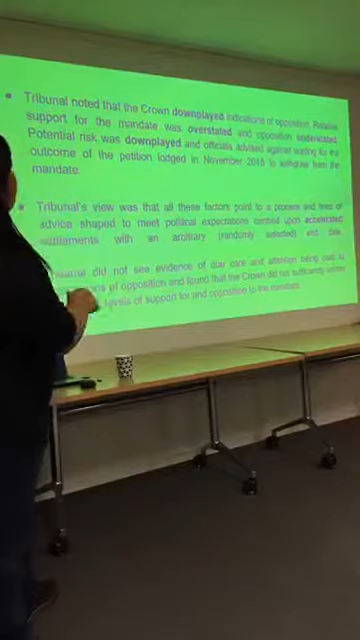 • Tribunal noted that the Crown downplayed indications of opposition. Relative
support for the mandate was overstated and opposition understated.
Potential risk was downplayed and officials advised against waiting for the
outcome of the petition lodged in November 2015 to withdraw from the
mandate.
• Tribunal's view was that all these factors point to a process and lines of
advice shaped to meet political expectations formed upon accelerated
settlements with an arbitrary (randomly selected) end date.
did not see evidence of due care and attention being paid to
of opposition and found that the Crown did not sufficiently
levels of support for and opposition to the mandate.